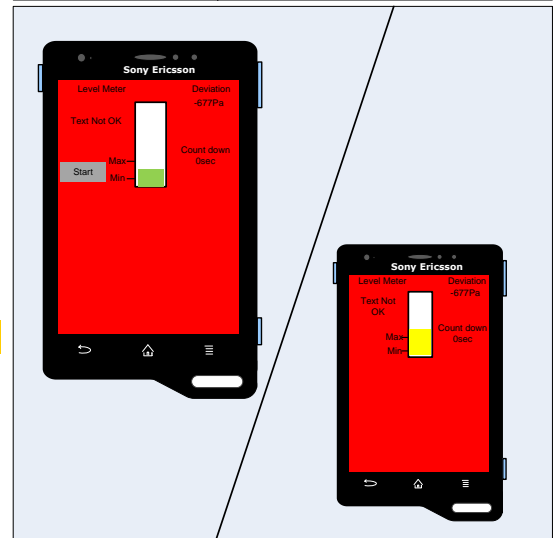 Sony Ericsson
Level Meter
Deviation
-677Pa
Text Not OK
Count down
0sec
Max
Start
Min
Sony Ericsson
Level Meter
Deviation
-677Pa
Text Not
OK
Count down
0sec
Max
Min